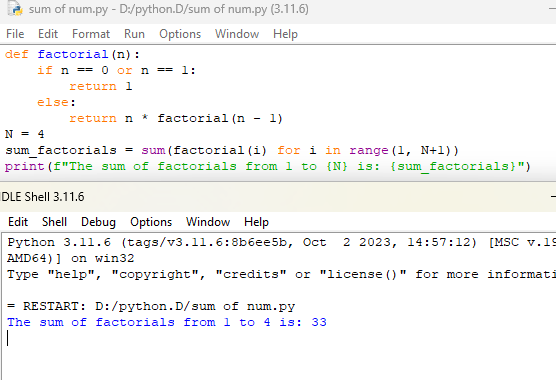 sum of num.py - D:/python.D/sum of num.py (3.11.6)
File Edit Format Run Options Window Help
def factorial(n):
    if n == 0 or n == 1:
        return 1
    else:
        return n * factorial(n - 1)
N = 4
sum_factorials = sum(factorial(i) for i in range(1, N+1))
print(f"The sum of factorials from 1 to {N} is: {sum_factorials}")
DLE Shell 3.11.6
Edit Shell Debug Options Window Help
Python 3.11.6 (tags/v3.11.6:8b6ee5b, Oct  2 2023, 14:57:12) [MSC v.19
AMD64)] on win32
Type "help", "copyright", "credits" or "license()" for more informati
= RESTART: D:/python.D/sum of num.py
The sum of factorials from 1 to 4 is: 33